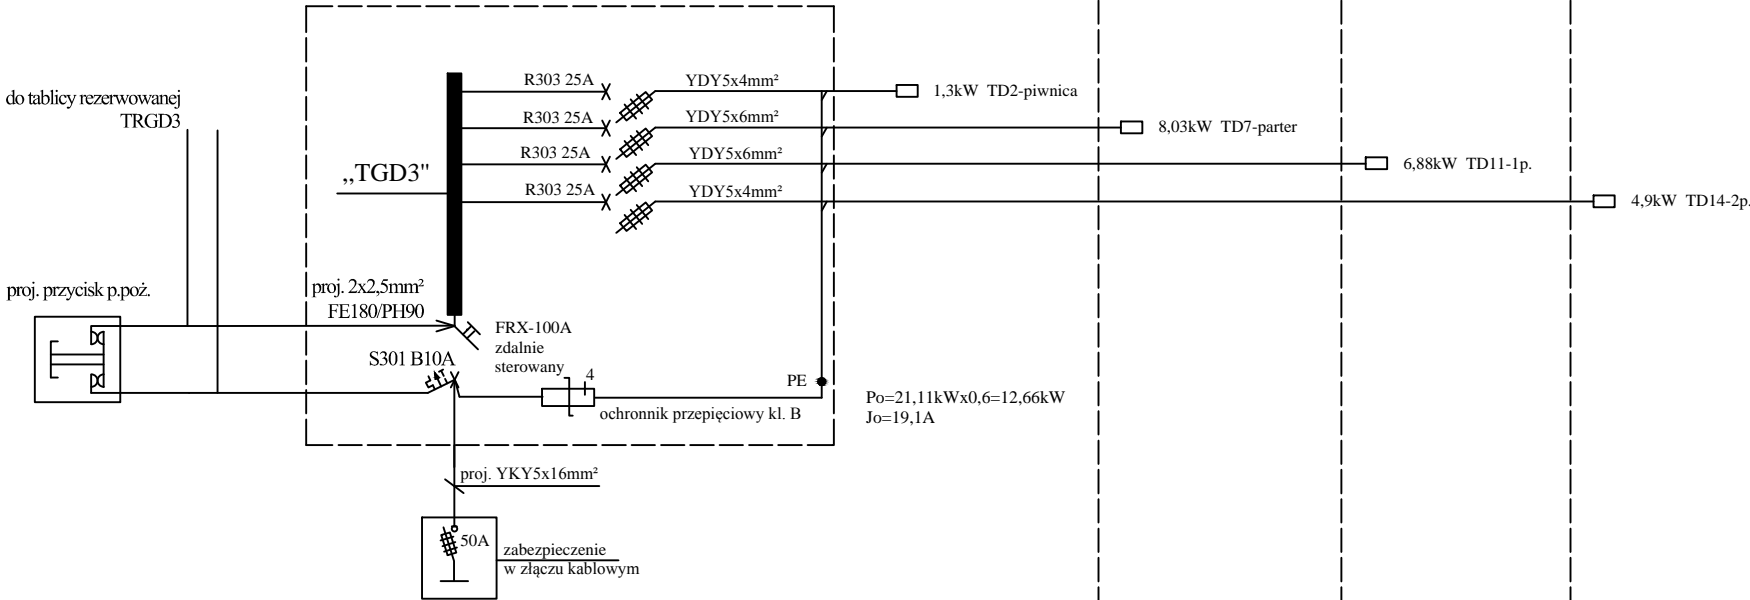 R303 25A
YDY5x4mm²
1,3kW TD2-piwnica
do tablicy rezerwowanej
TRGD3
R303 25A
YDY5x6mm²
8,03kW TD7-parter
R303 25A
YDY5x6mm²
6,88kW TD11-1p.
„TGD3"
R303 25A
YDY5x4mm²
4,9kW TD14-2p.
proj. przycisk p.poż.
proj. 2x2,5mm²
FE180/PH90
FRX-100A
zdalnie
sterowany
S301 B10A
4
ochronnik przepięciowy kl. B
PE
Po=21,11kWx0,6=12,66kW
Jo=19,1A
proj. YKY5x16mm²
50A
zabezpieczenie
w złączu kablowym